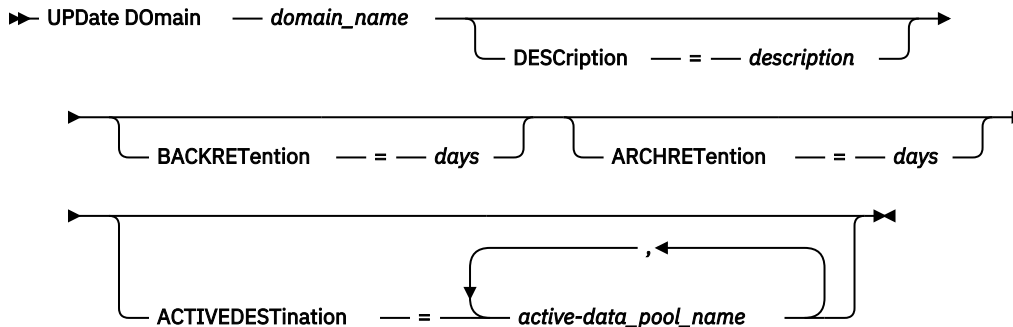 UPDate DOmain domain_name
DESCription = description
BACKRETention = days ARCHRETention = days
,
ACTIVEDESTination = active-data_pool_name